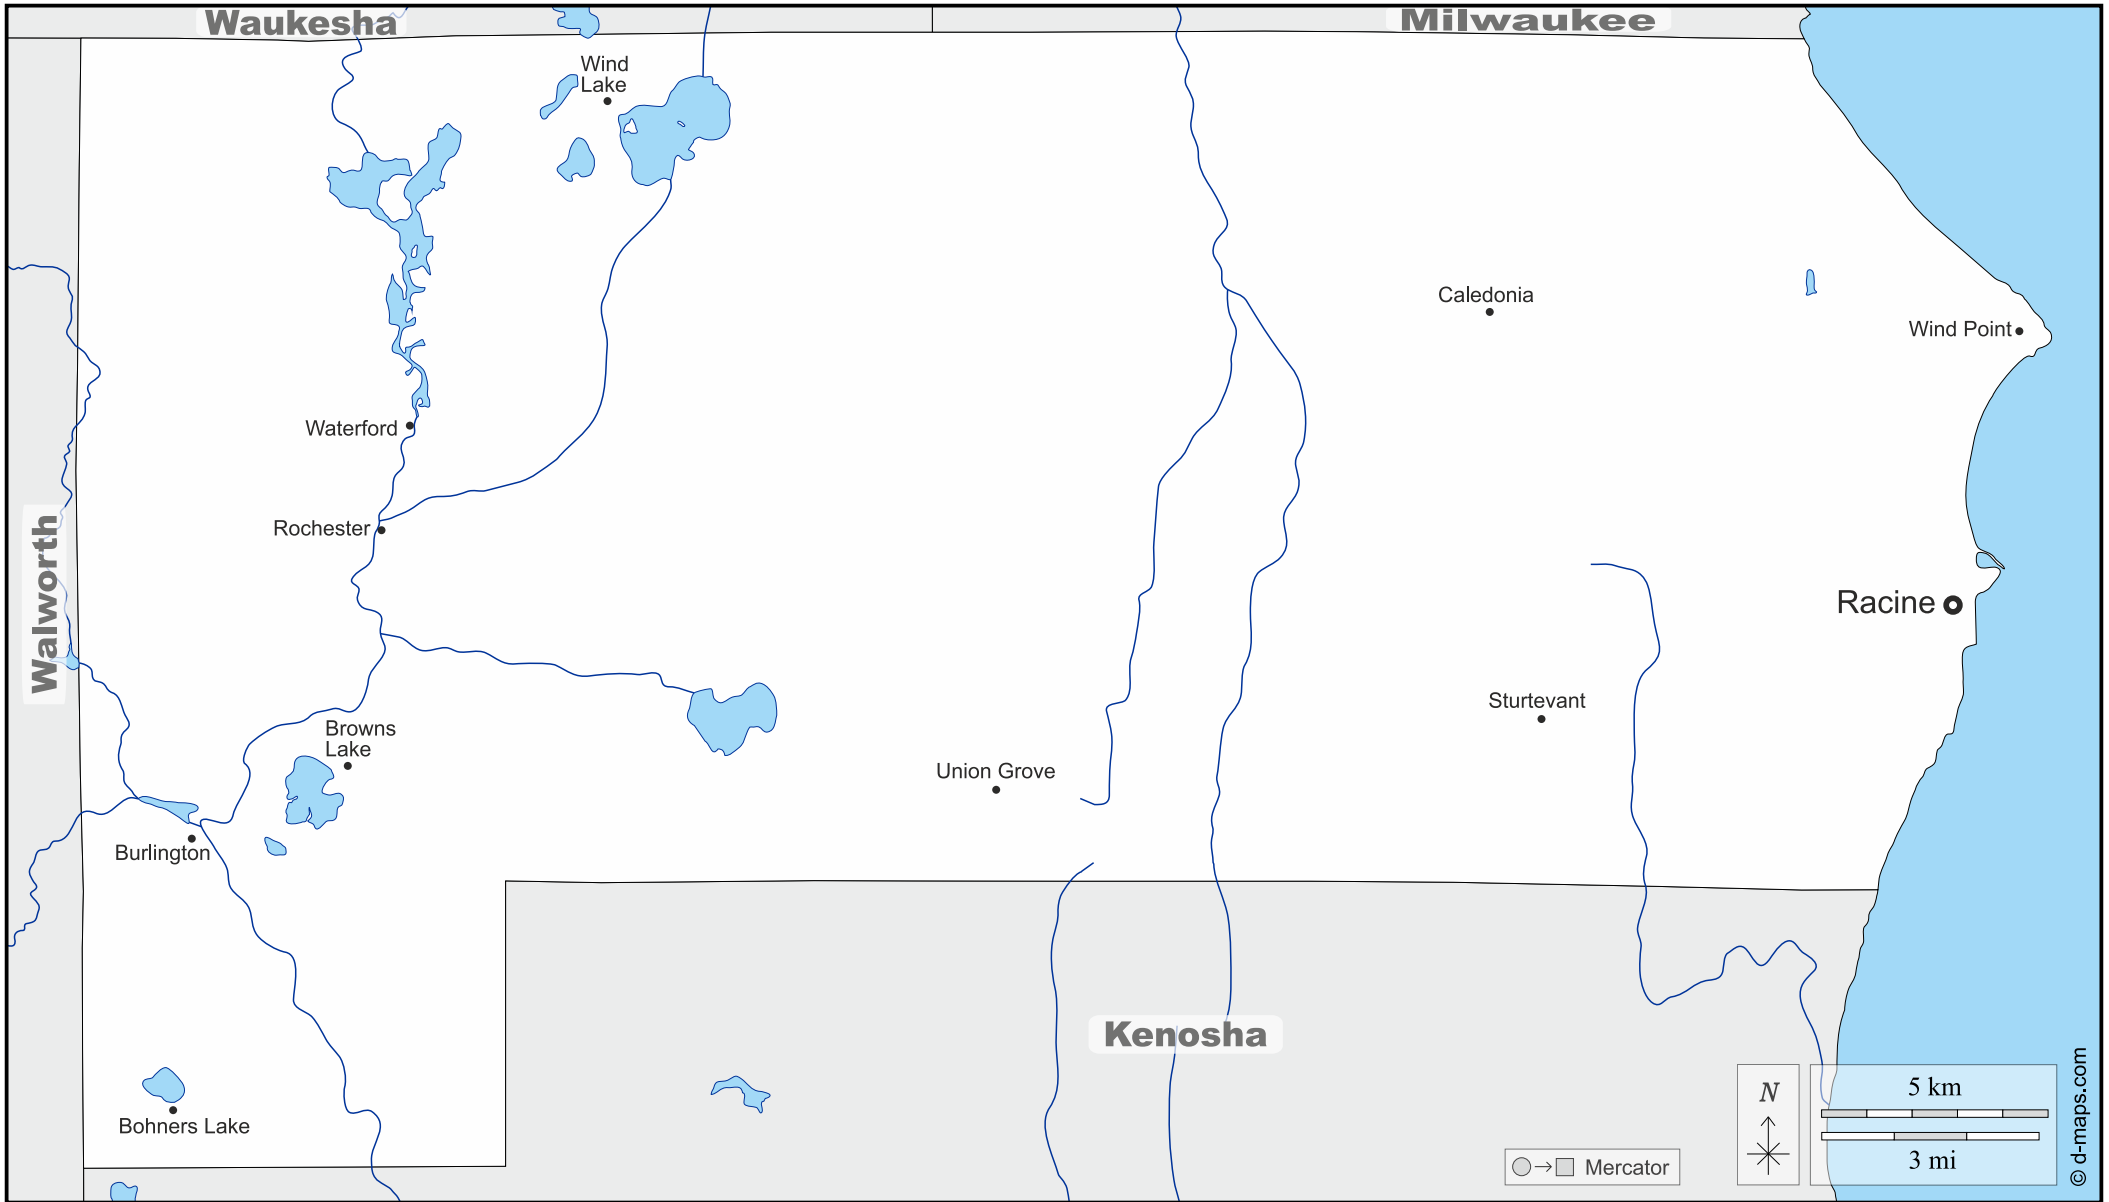 Waukesha
Milwaukee
Wind
Lake
Caledonia
Wind Point
Waterford
Rochester
Walworth
Racine
Sturtevant
Browns
Lake
Union Grove
Burlington
Kenosha
Bohners Lake
N
5 km
3 mi
Mercator
© d-maps.com